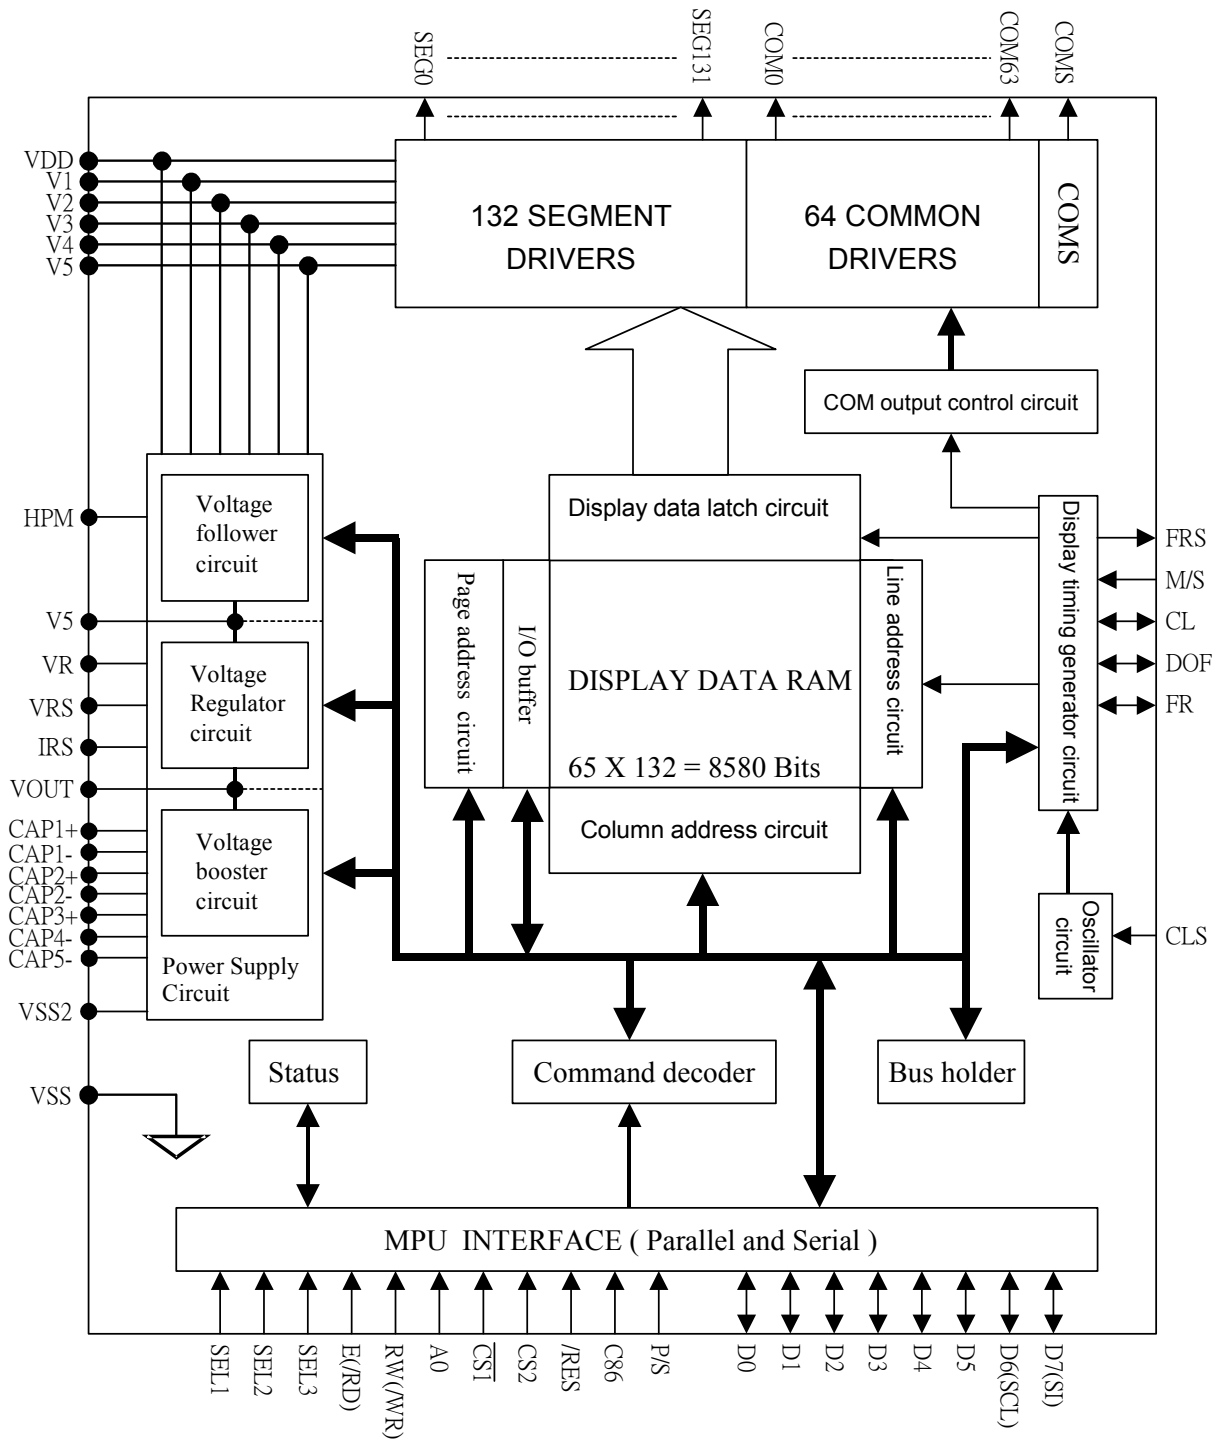 SEG0
SEG131
COM0
COM63
COMS
VDD
V1
V2
V3
V4
V5
132 SEGMENT
DRIVERS
64 COMMON
DRIVERS
COMS
COM output control circuit
HPM
V5
VR
VRS
IRS
VOUT
CAP1+
CAP1-
CAP2+
CAP2-
CAP3+
CAP4-
CAP5-
VSS2
VSS
Voltage
follower
circuit
Voltage
Regulator
circuit
Voltage
booster
circuit
Power Supply
Circuit
Display data latch circuit
Page address circuit
I/O buffer
DISPLAY DATA RAM
65 X 132 = 8580 Bits
Line address circuit
Column address circuit
Display timing generator circuit
FRS
M/S
CL
DOF
FR
Oscillator
circuit
CLS
Status
Command decoder
Bus holder
MPU INTERFACE ( Parallel and Serial )
SEL1
SEL2
SEL3
E(/RD)
RW(/WR)
A0
CS1
CS2
/RES
C86
P/S
D0
D1
D2
D3
D4
D5
D6(SCL)
D7(SI)